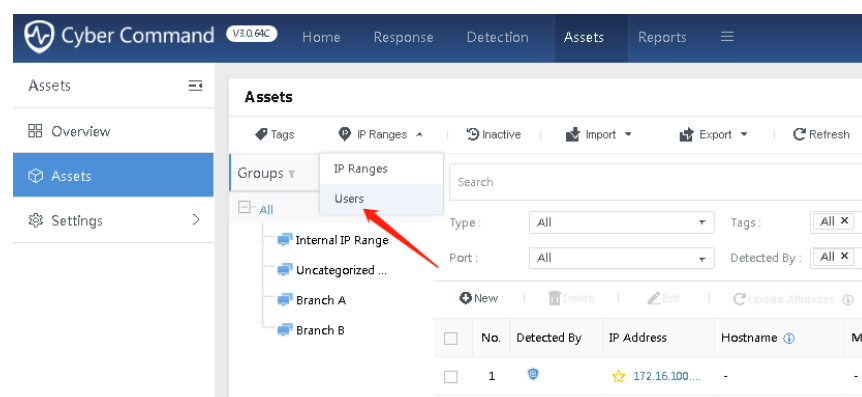 Cyber Command V3.0.64C Home Response Detection Assets Reports
Assets
Assets
Overview
Tags IP Ranges Inactive Import Export Refresh
Assets
Groups
IP Ranges
Users
Search
Settings
All
Type : All Tags : All ×
Internal IP Range
Port : All Detected By : All ×
Uncategorized ...
Branch A
New Delete Edit Update Attributes
Branch B
No. Detected By IP Address Hostname M
1 172.16.100.... - -